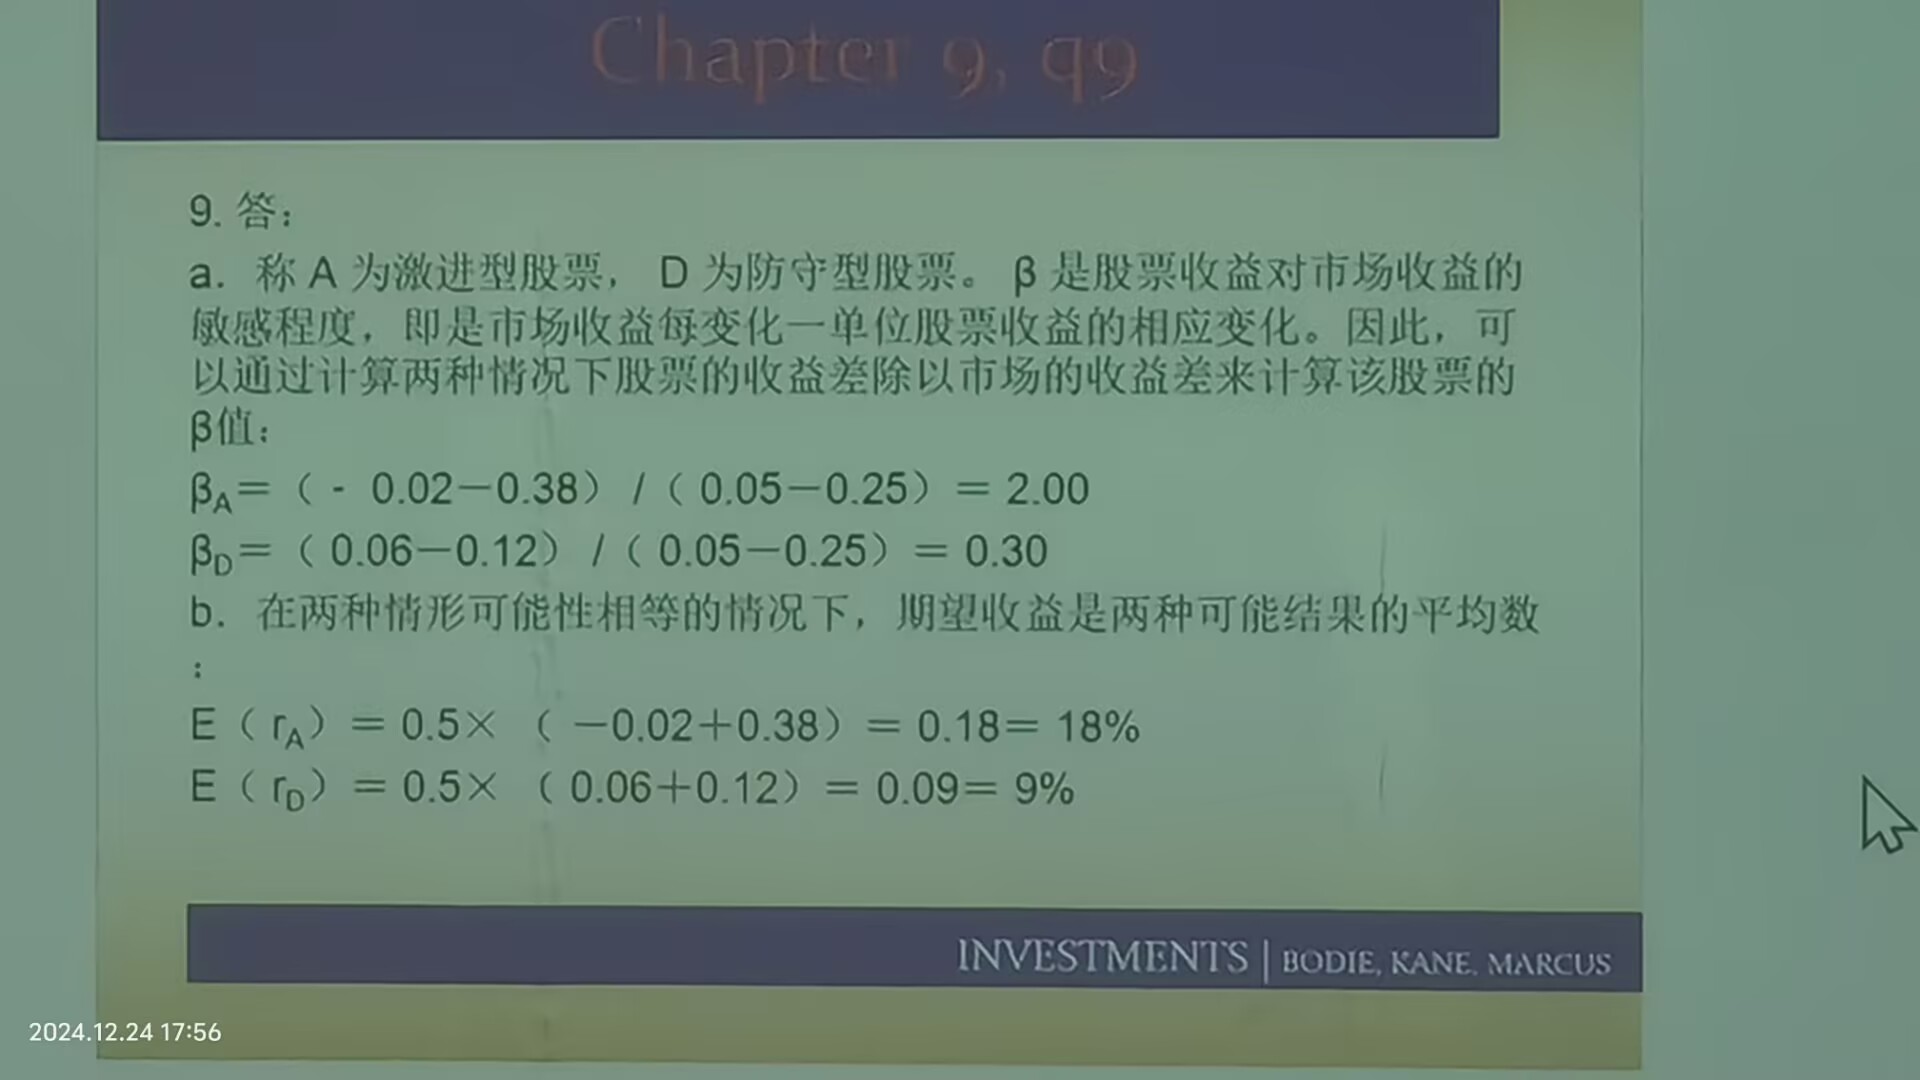 Chapter 9, q9
9. 答：
a. 称 A 为激进型股票， D 为防守型股票。 β 是股票收益对市场收益的
敏感程度，即是市场收益每变化一单位股票收益的相应变化。因此，可
以通过计算两种情况下股票的收益差除以市场的收益差来计算该股票的
β值：
βA＝（- 0.02－0.38）/（0.05－0.25）＝ 2.00
βD＝（0.06－0.12）/（0.05－0.25）＝ 0.30
b. 在两种情形可能性相等的情况下，期望收益是两种可能结果的平均数
：
E（rA）＝ 0.5× （－0.02＋0.38）＝ 0.18＝ 18%
E（rD）＝ 0.5× （0.06＋0.12）＝ 0.09＝ 9%
INVESTMENTS | BODIE, KANE, MARCUS
2024.12.24 17:56